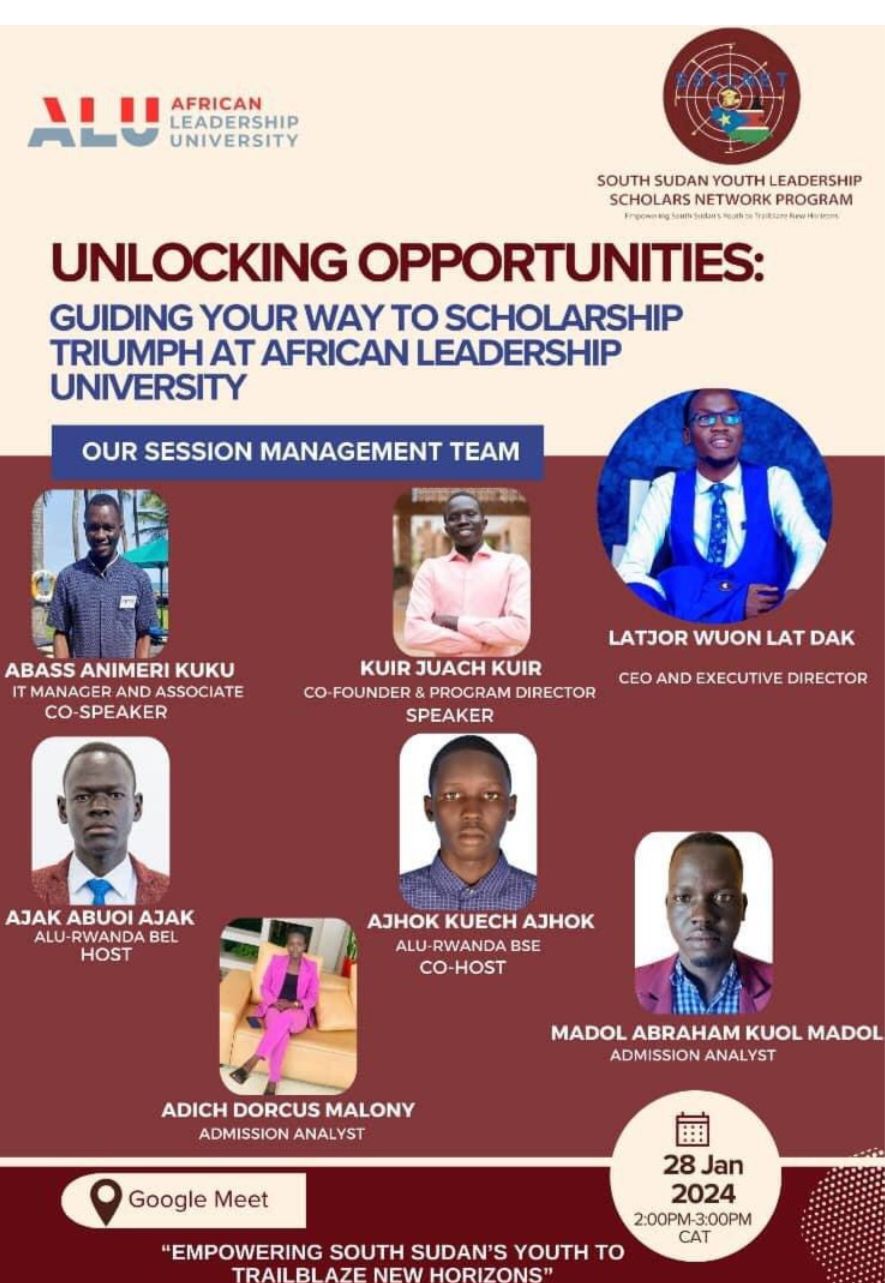 ALU AFRICAN
LEADERSHIP
UNIVERSITY
SSYLNET
SOUTH SUDAN YOUTH LEADERSHIP
SCHOLARS NETWORK PROGRAM
Empowering South Sudan's Youth to Trailblaze New Horizons
UNLOCKING OPPORTUNITIES:
GUIDING YOUR WAY TO SCHOLARSHIP
TRIUMPH AT AFRICAN LEADERSHIP
UNIVERSITY
OUR SESSION MANAGEMENT TEAM
ABASS ANIMERI KUKU
IT MANAGER AND ASSOCIATE
CO-SPEAKER
KUIR JUACH KUIR
CO-FOUNDER & PROGRAM DIRECTOR
SPEAKER
LATJOR WUON LAT DAK
CEO AND EXECUTIVE DIRECTOR
AJAK ABUOI AJAK
ALU-RWANDA BEL
HOST
AJHOK KUECH AJHOK
ALU-RWANDA BSE
CO-HOST
MADOL ABRAHAM KUOL MADOL
ADMISSION ANALYST
ADICH DORCUS MALONY
ADMISSION ANALYST
28 Jan
2024
2:00PM-3:00PM
CAT
Google Meet
“EMPOWERING SOUTH SUDAN’S YOUTH TO
TRAILBLAZE NEW HORIZONS”